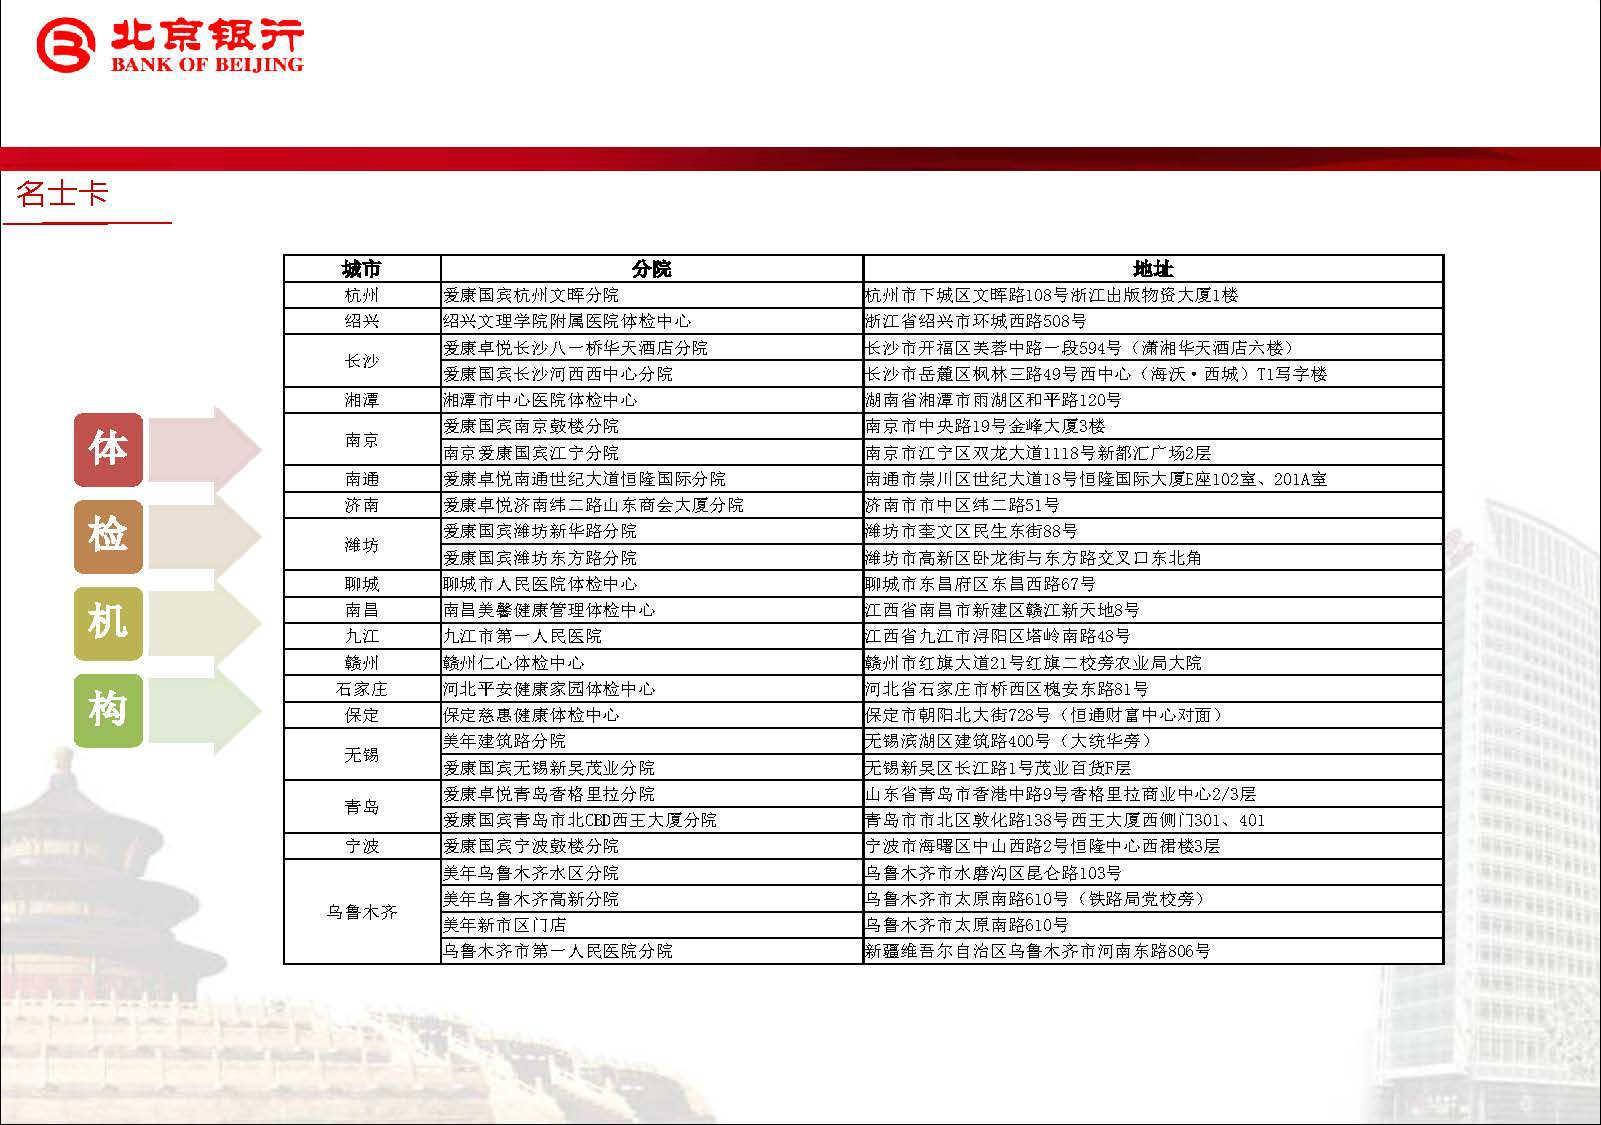 北京银行
BANK OF BEIJING
名士卡
体
检
机
构
城市 分院 地址
杭州 爱康国宾杭州文晖分院 杭州市下城区文晖路108号浙江出版物资大厦1楼
绍兴 绍兴文理学院附属医院体检中心 浙江省绍兴市环城西路508号
长沙 爱康卓悦长沙八一桥华天酒店分院 长沙市开福区芙蓉中路一段594号（潇湘华天酒店六楼）
爱康国宾长沙河西西中心分院 长沙市岳麓区枫林三路49号西中心（海沃·西城）T1写字楼
湘潭 湘潭市中心医院体检中心 湖南省湘潭市雨湖区和平路120号
南京 爱康国宾南京鼓楼分院 南京市中央路19号金峰大厦3楼
南京爱康国宾江宁分院 南京市江宁区双龙大道1118号新都汇广场2层
南通 爱康卓悦南通世纪大道恒隆国际分院 南通市崇川区世纪大道18号恒隆国际大厦E座102室、201A室
济南 爱康卓悦济南纬二路山东商会大厦分院 济南市市中区纬二路51号
潍坊 爱康国宾潍坊新华路分院 潍坊市奎文区民生东街88号
爱康国宾潍坊东方路分院 潍坊市高新区卧龙街与东方路交叉口东北角
聊城 聊城市人民医院体检中心 聊城市东昌府区东昌西路67号
南昌 南昌美馨健康管理体检中心 江西省南昌市新建区赣江新天地8号
九江 九江市第一人民医院 江西省九江市浔阳区塔岭南路48号
赣州 赣州仁心体检中心 赣州市红旗大道21号红旗二校旁农业局大院
石家庄 河北平安健康家园体检中心 河北省石家庄市桥西区槐安东路81号
保定 保定慈惠健康体检中心 保定市朝阳北大街728号（恒通财富中心对面）
无锡 美年建筑路分院 无锡滨湖区建筑路400号（大统华旁）
爱康国宾无锡新吴茂业分院 无锡新吴区长江路1号茂业百货F层
青岛 爱康卓悦青岛香格里拉分院 山东省青岛市香港中路9号香格里拉商业中心2/3层
爱康国宾青岛市北CBD西王大厦分院 青岛市市北区敦化路138号西王大厦西侧门301、401
宁波 爱康国宾宁波鼓楼分院 宁波市海曙区中山西路2号恒隆中心西裙楼3层
乌鲁木齐 美年乌鲁木齐水区分院 乌鲁木齐市水磨沟区昆仑路103号
美年乌鲁木齐高新分院 乌鲁木齐市太原南路610号（铁路局党校旁）
美年新市区门店 乌鲁木齐市太原南路610号
乌鲁木齐市第一人民医院分院 新疆维吾尔自治区乌鲁木齐市河南东路806号